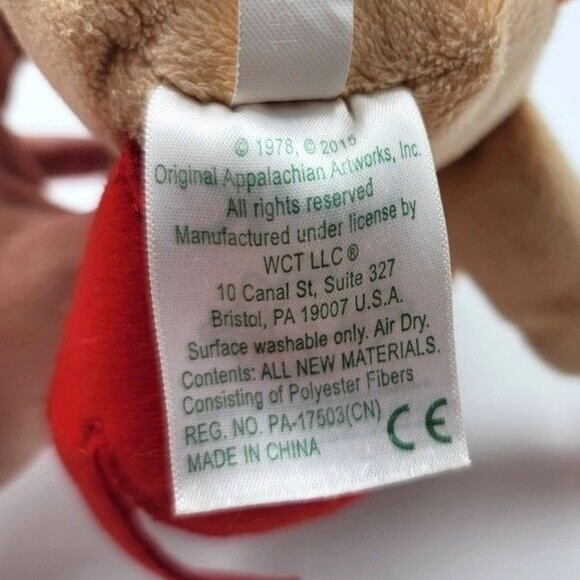 © 1978, © 2015
Original Appalachian Artworks, Inc.
All rights reserved
Manufactured under license by
WCT LLC ®
10 Canal St, Suite 327
Bristol, PA 19007 U.S.A.
Surface washable only. Air Dry.
Contents: ALL NEW MATERIALS.
Consisting of Polyester Fibers
REG. NO. PA-17503(CN)
MADE IN CHINA
CE